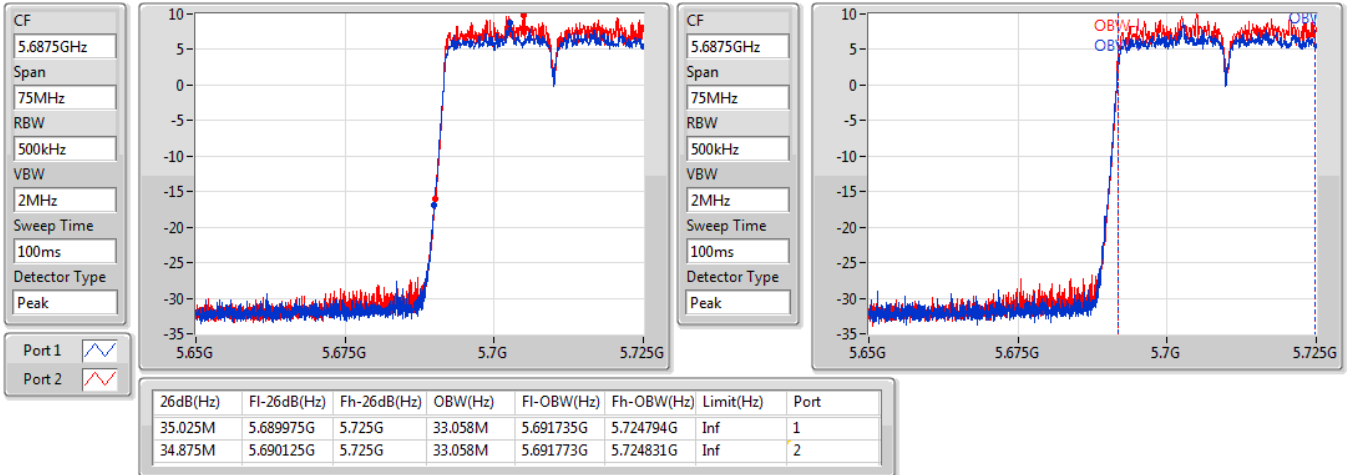 CF
5.6875GHz
Span
75MHz
RBW
500kHz
VBW
2MHz
Sweep Time
100ms
Detector Type
Peak
Port 1
Port 2
10
5
0
-5
-10
-15
-20
-25
-30
-35
5.65G 5.675G 5.7G 5.725G
CF
5.6875GHz
Span
75MHz
RBW
500kHz
VBW
2MHz
Sweep Time
100ms
Detector Type
Peak
10
5
0
-5
-10
-15
-20
-25
-30
-35
OBW
OBW
OBW
5.65G 5.675G 5.7G 5.725G
26dB(Hz) Fl-26dB(Hz) Fh-26dB(Hz) OBW(Hz) Fl-OBW(Hz) Fh-OBW(Hz) Limit(Hz) Port
35.025M 5.689975G 5.725G 33.058M 5.691735G 5.724794G Inf 1
34.875M 5.690125G 5.725G 33.058M 5.691773G 5.724831G Inf 2